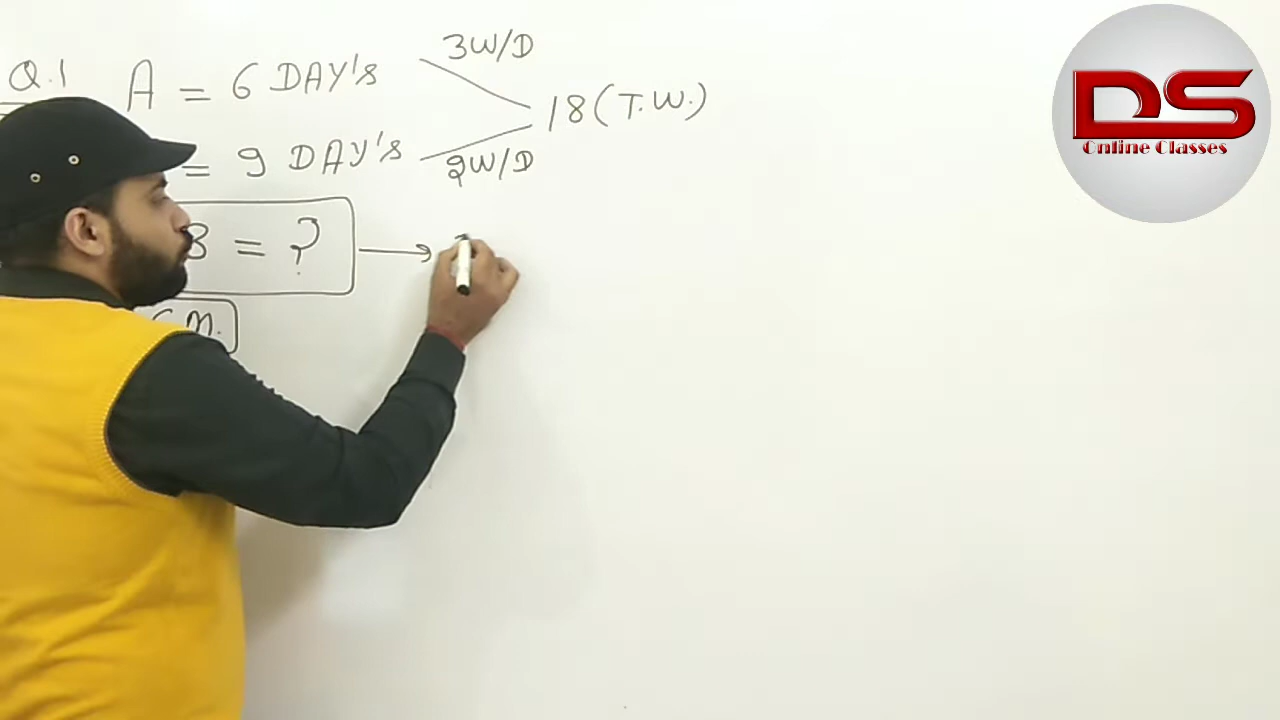 Q.1 A = 6 DAY's 3W/D
18 (T.W.)
= 9 DAY's 2W/D
B = ?
DS
Online Classes